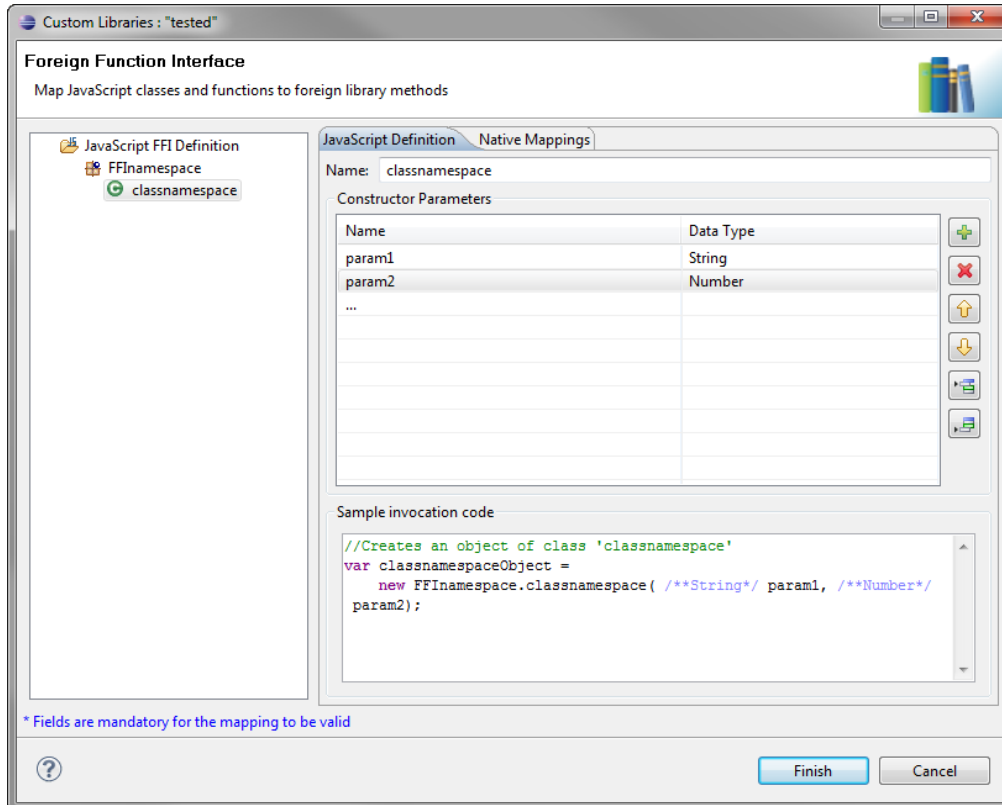 Custom Libraries : "tested"
Foreign Function Interface
Map JavaScript classes and functions to foreign library methods
JavaScript FFI Definition
FFInamespace
classnamespace
JavaScript Definition Native Mappings
Name: classnamespace
Constructor Parameters
Name Data Type
param1 String
param2 Number
...
Sample invocation code
//Creates an object of class 'classnamespace'
var classnamespaceObject =
new FFInamespace.classnamespace( /**String*/ param1, /**Number*/
param2);
* Fields are mandatory for the mapping to be valid
Finish Cancel